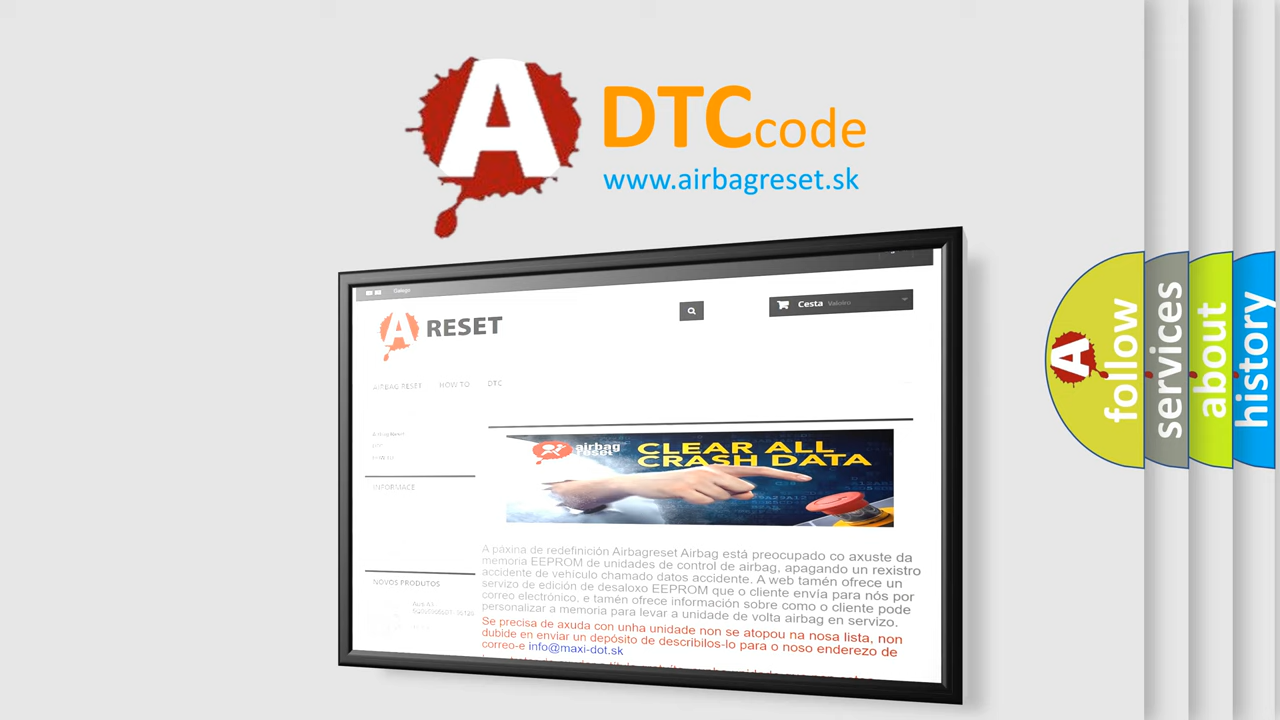 A
DTCcode
www.airbagreset.sk
Galego
A RESET
Cesta
AIRBAG RESET HOW TO DTC
airbag
reset
CLEAR ALL
CRASH DATA
INFORMACE
A páxina de redefinición Airbagreset Airbag está preocupado co axuste da
memoria EEPROM de unidades de control de airbag, apagando un rexistro
accidente de vehículo chamado datos accidente. A web tamén ofrece un
servizo de edición de desaloxo EEPROM que o cliente envía para nós por
correo electrónico, e tamén ofrece información sobre como o cliente pode
personalizar a memoria para levar a unidade de volta airbag en servizo.
Se precisa de axuda con unha unidade non se atopou na nosa lista, non
dubide en enviar un depósito de describilos-lo para o noso enderezo de
correo-e info@maxi-dot.sk
NOVOS PRODUTOS
A
follow
services
about
history